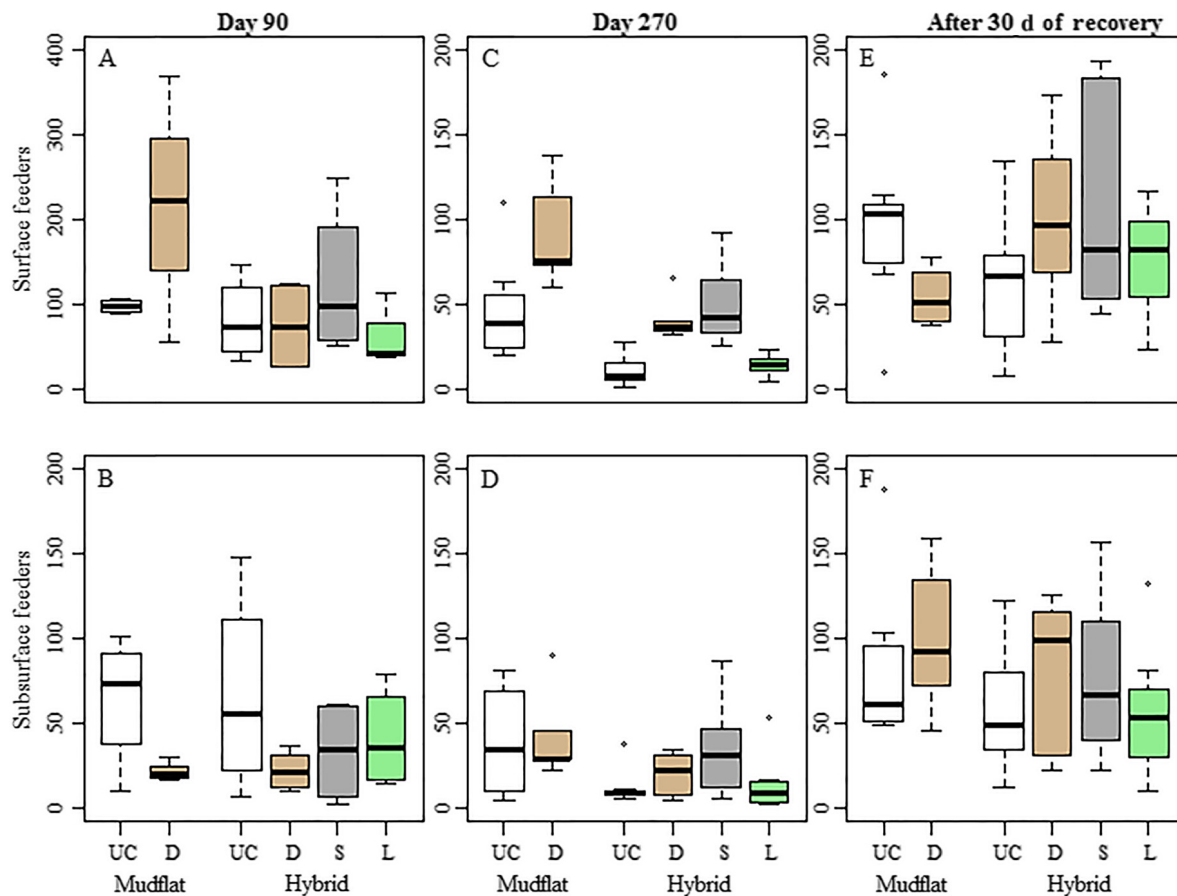 Day 90 Day 270 After 30 d of recovery
A C E
Surface feeders
0 100 200 300 400
0 50 100 150 200
0 50 100 150 200
B D F
Subsurface feeders
0 50 100 150 200
0 50 100 150 200
0 50 100 150 200
UC D UC D S L UC D UC D S L UC D UC D S L
Mudflat Hybrid Mudflat Hybrid Mudflat Hybrid